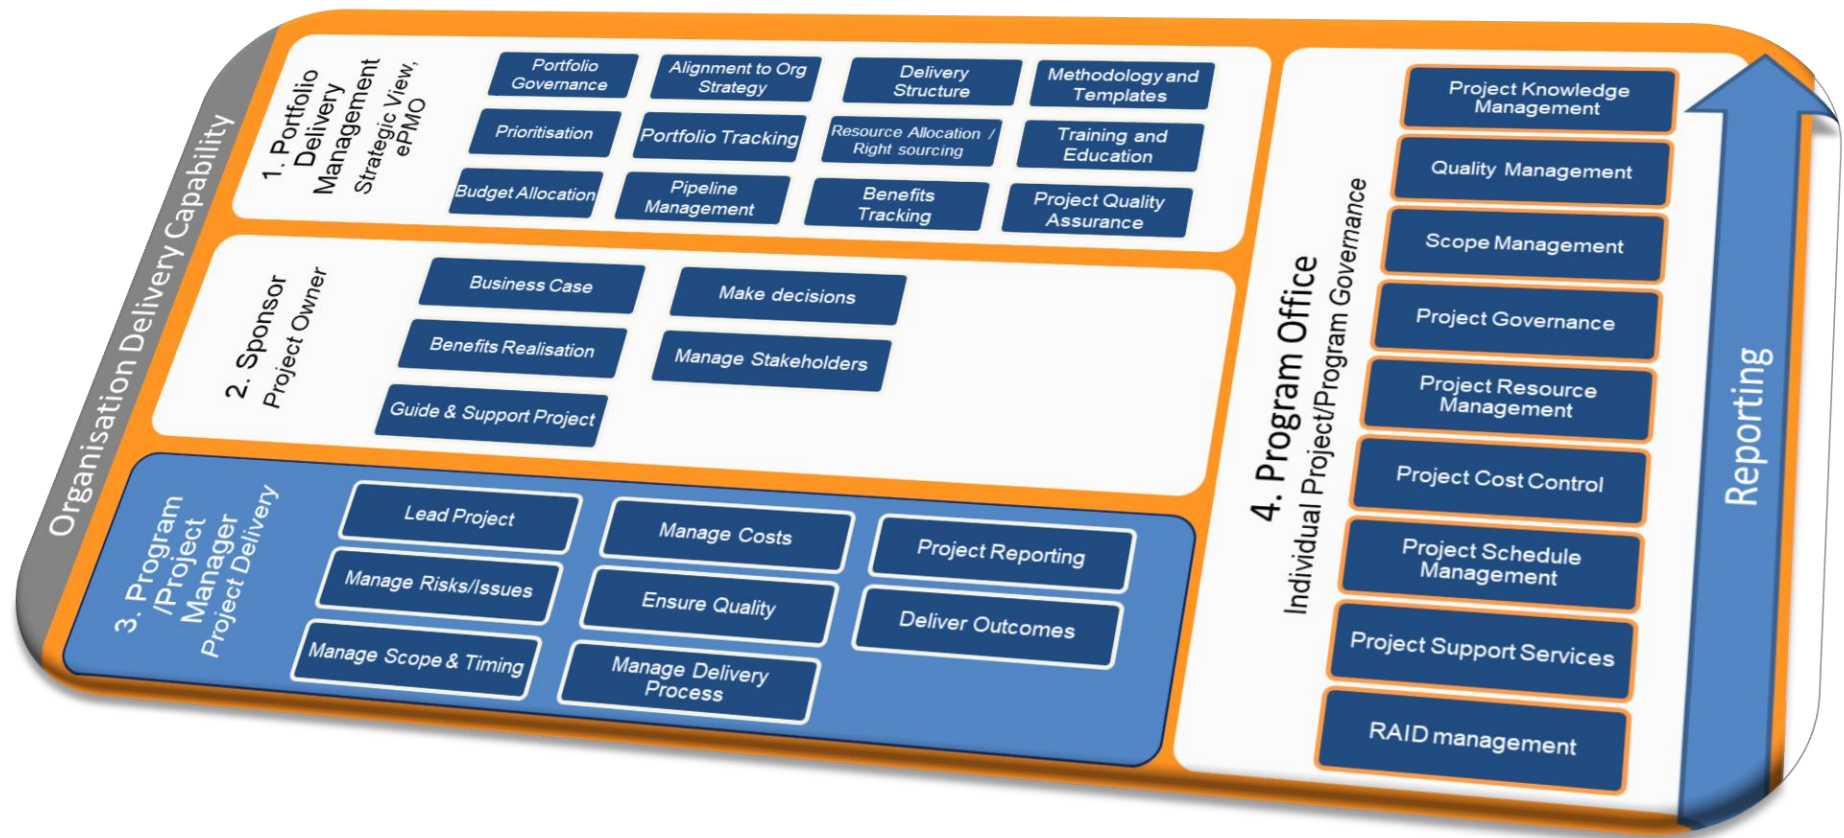 Organisation Delivery Capability
1. Portfolio
Delivery
Management
Strategic View,
ePMO
Portfolio
Governance
Alignment to Org
Strategy
Delivery
Structure
Methodology and
Templates
Prioritisation
Portfolio Tracking
Resource Allocation /
Right sourcing
Training and
Education
Budget Allocation
Pipeline
Management
Benefits
Tracking
Project Quality
Assurance
2. Sponsor
Project Owner
Business Case
Make decisions
Benefits Realisation
Manage Stakeholders
Guide & Support Project
3. Program
/Project
Manager
Project Delivery
Lead Project
Manage Costs
Project Reporting
Manage Risks/Issues
Ensure Quality
Deliver Outcomes
Manage Scope & Timing
Manage Delivery
Process
4. Program Office
Individual Project/Program Governance
Project Knowledge
Management
Quality Management
Scope Management
Project Governance
Project Resource
Management
Project Cost Control
Project Schedule
Management
Project Support Services
RAID management
Reporting